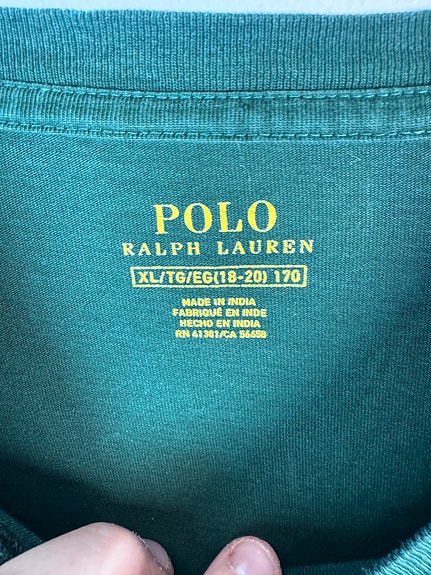 POLO
RALPH LAUREN
XL/TG/EG(18-20) 170
MADE IN INDIA
FABRIQUÉ EN INDE
HECHO EN INDIA
RN 41381/CA 56658